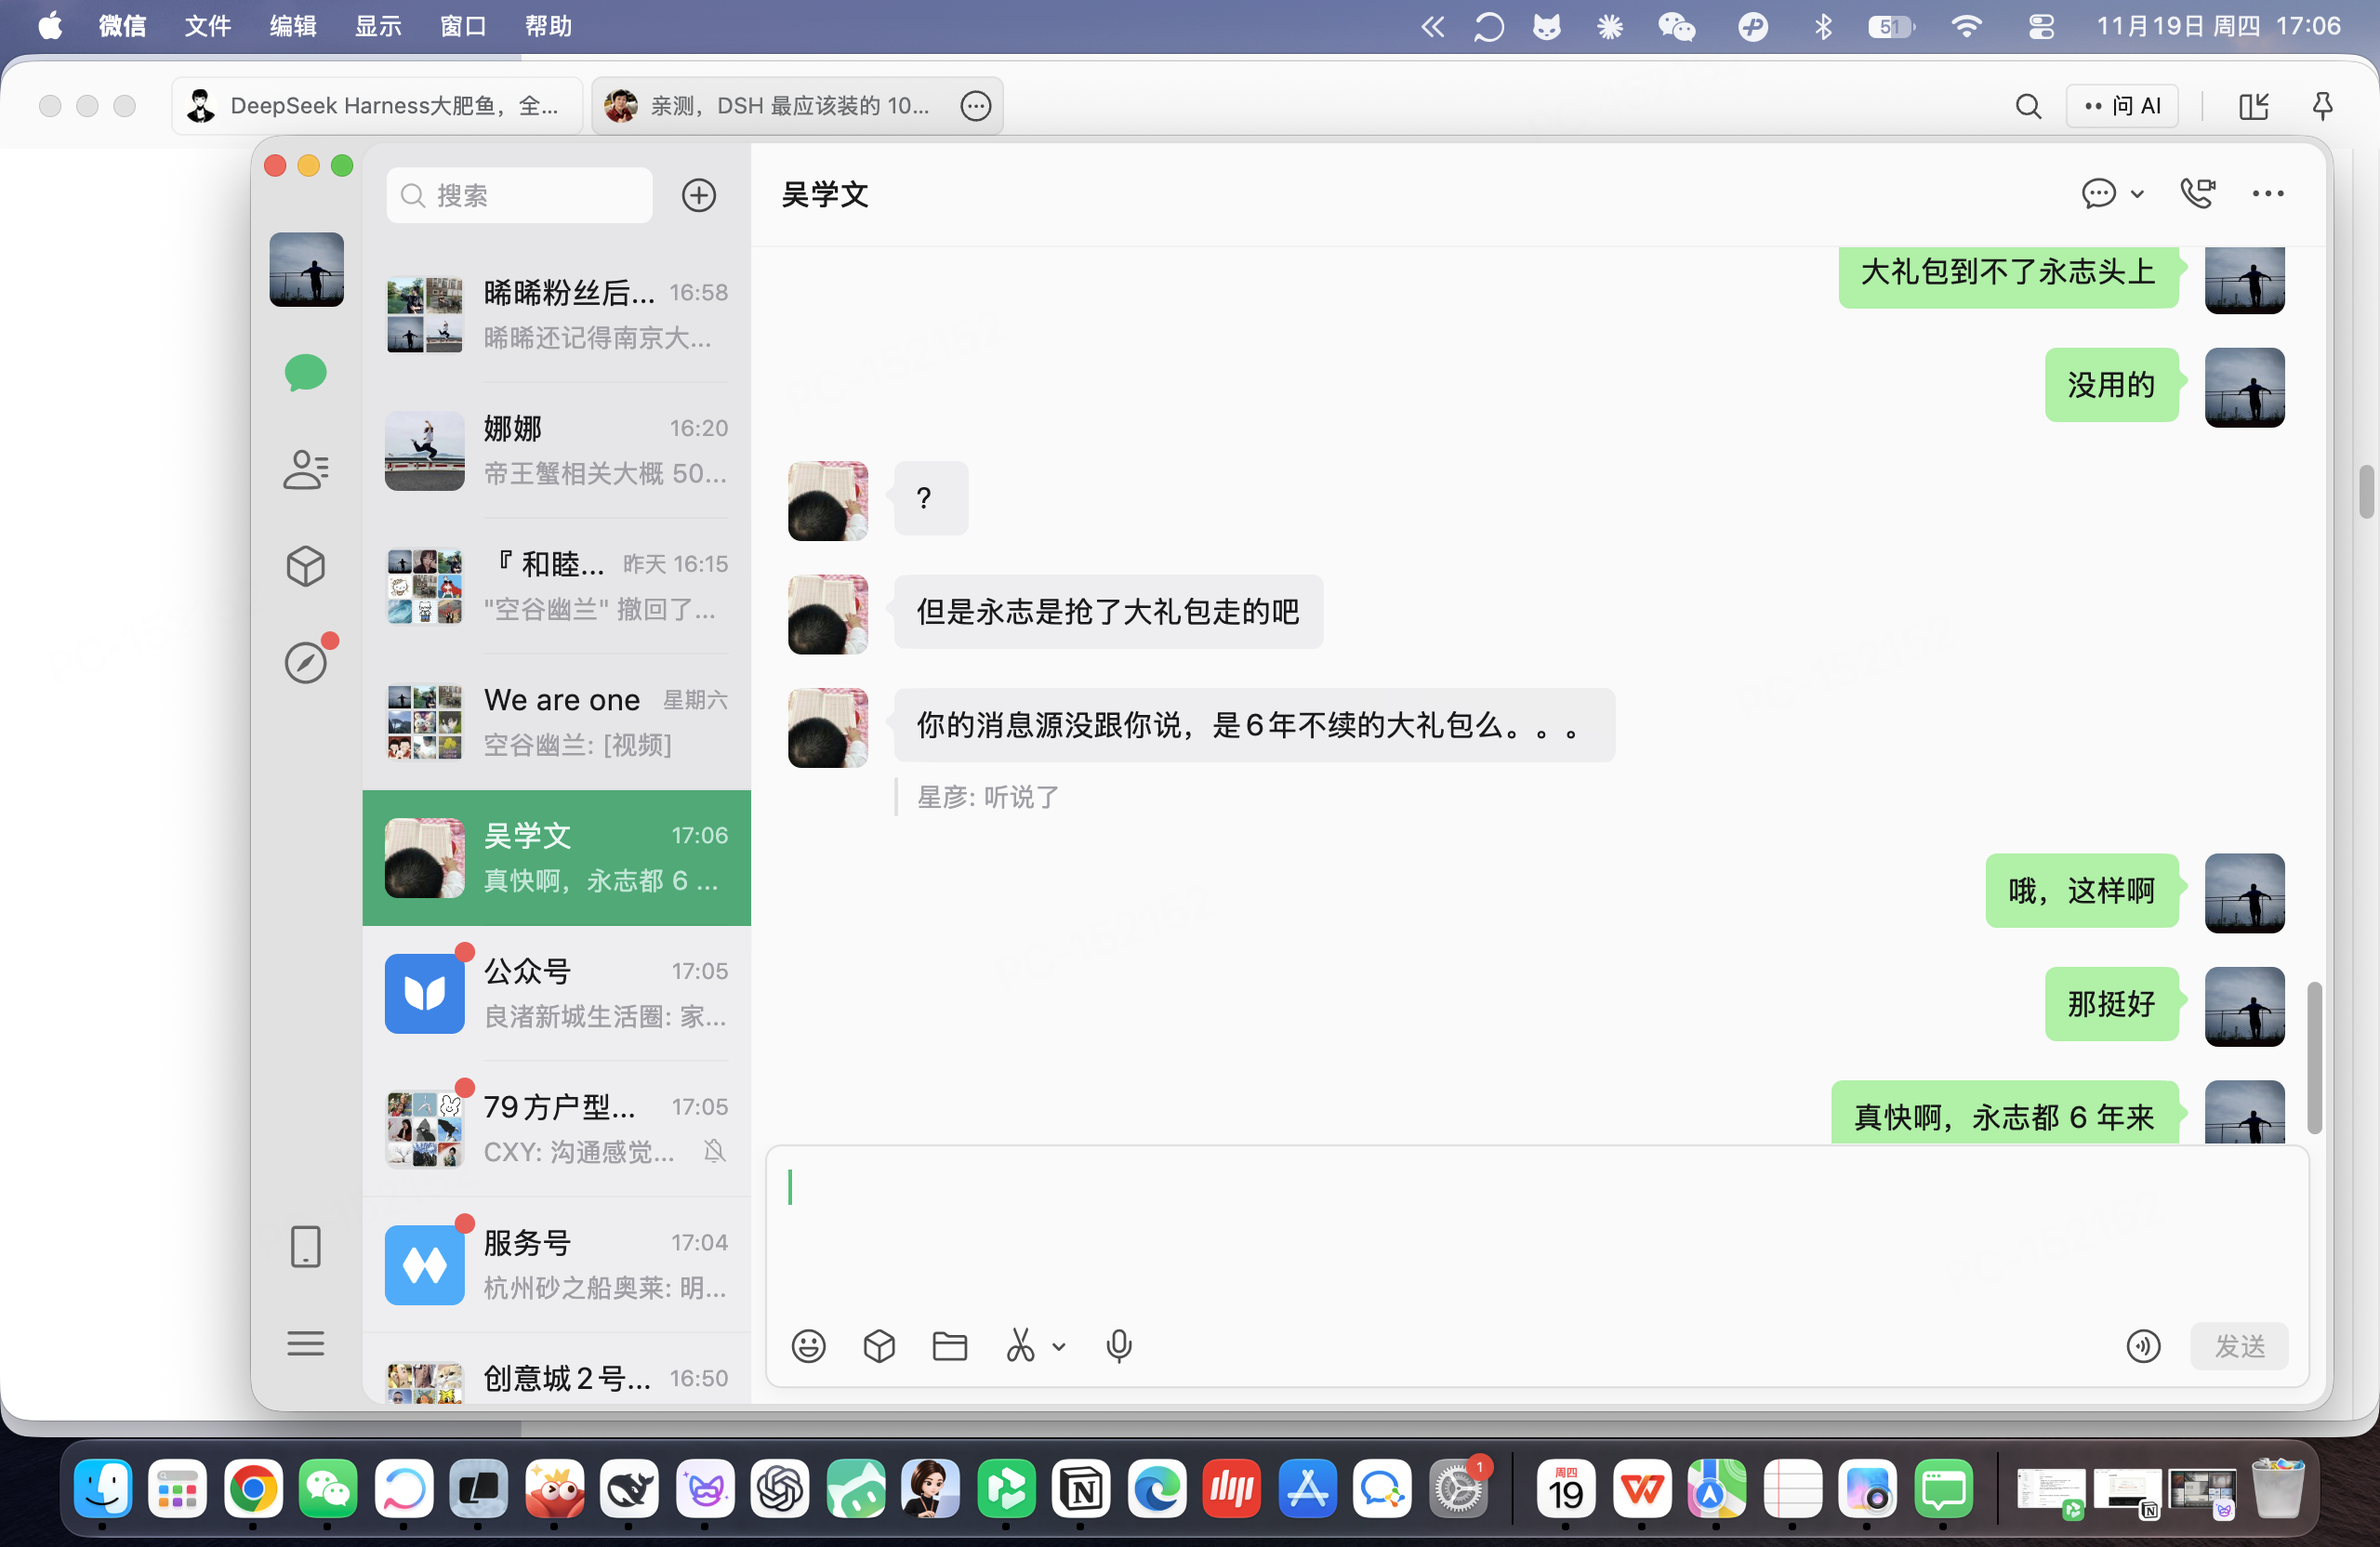 微信 文件 编辑 显示 窗口 帮助
51
11月19日 周四 17:06
DeepSeek Harness大肥鱼，全...
亲测，DSH 最应该装的 10...
问 AI
搜索
晞晞粉丝后... 16:58
晞晞还记得南京大...
娜娜 16:20
帝王蟹相关大概 50...
『 和睦... 昨天 16:15
"空谷幽兰" 撤回了...
We are one 星期六
空谷幽兰: [视频]
吴学文 17:06
真快啊，永志都 6 ...
公众号 17:05
良渚新城生活圈: 家...
79方户型... 17:05
CXY: 沟通感觉...
服务号 17:04
杭州砂之船奥莱: 明...
创意城2号... 16:50
吴学文
大礼包到不了永志头上
没用的
?
但是永志是抢了大礼包走的吧
你的消息源没跟你说，是6年不续的大礼包么。。。
星彦: 听说了
哦，这样啊
那挺好
真快啊，永志都 6 年来
发送
1
周四
19